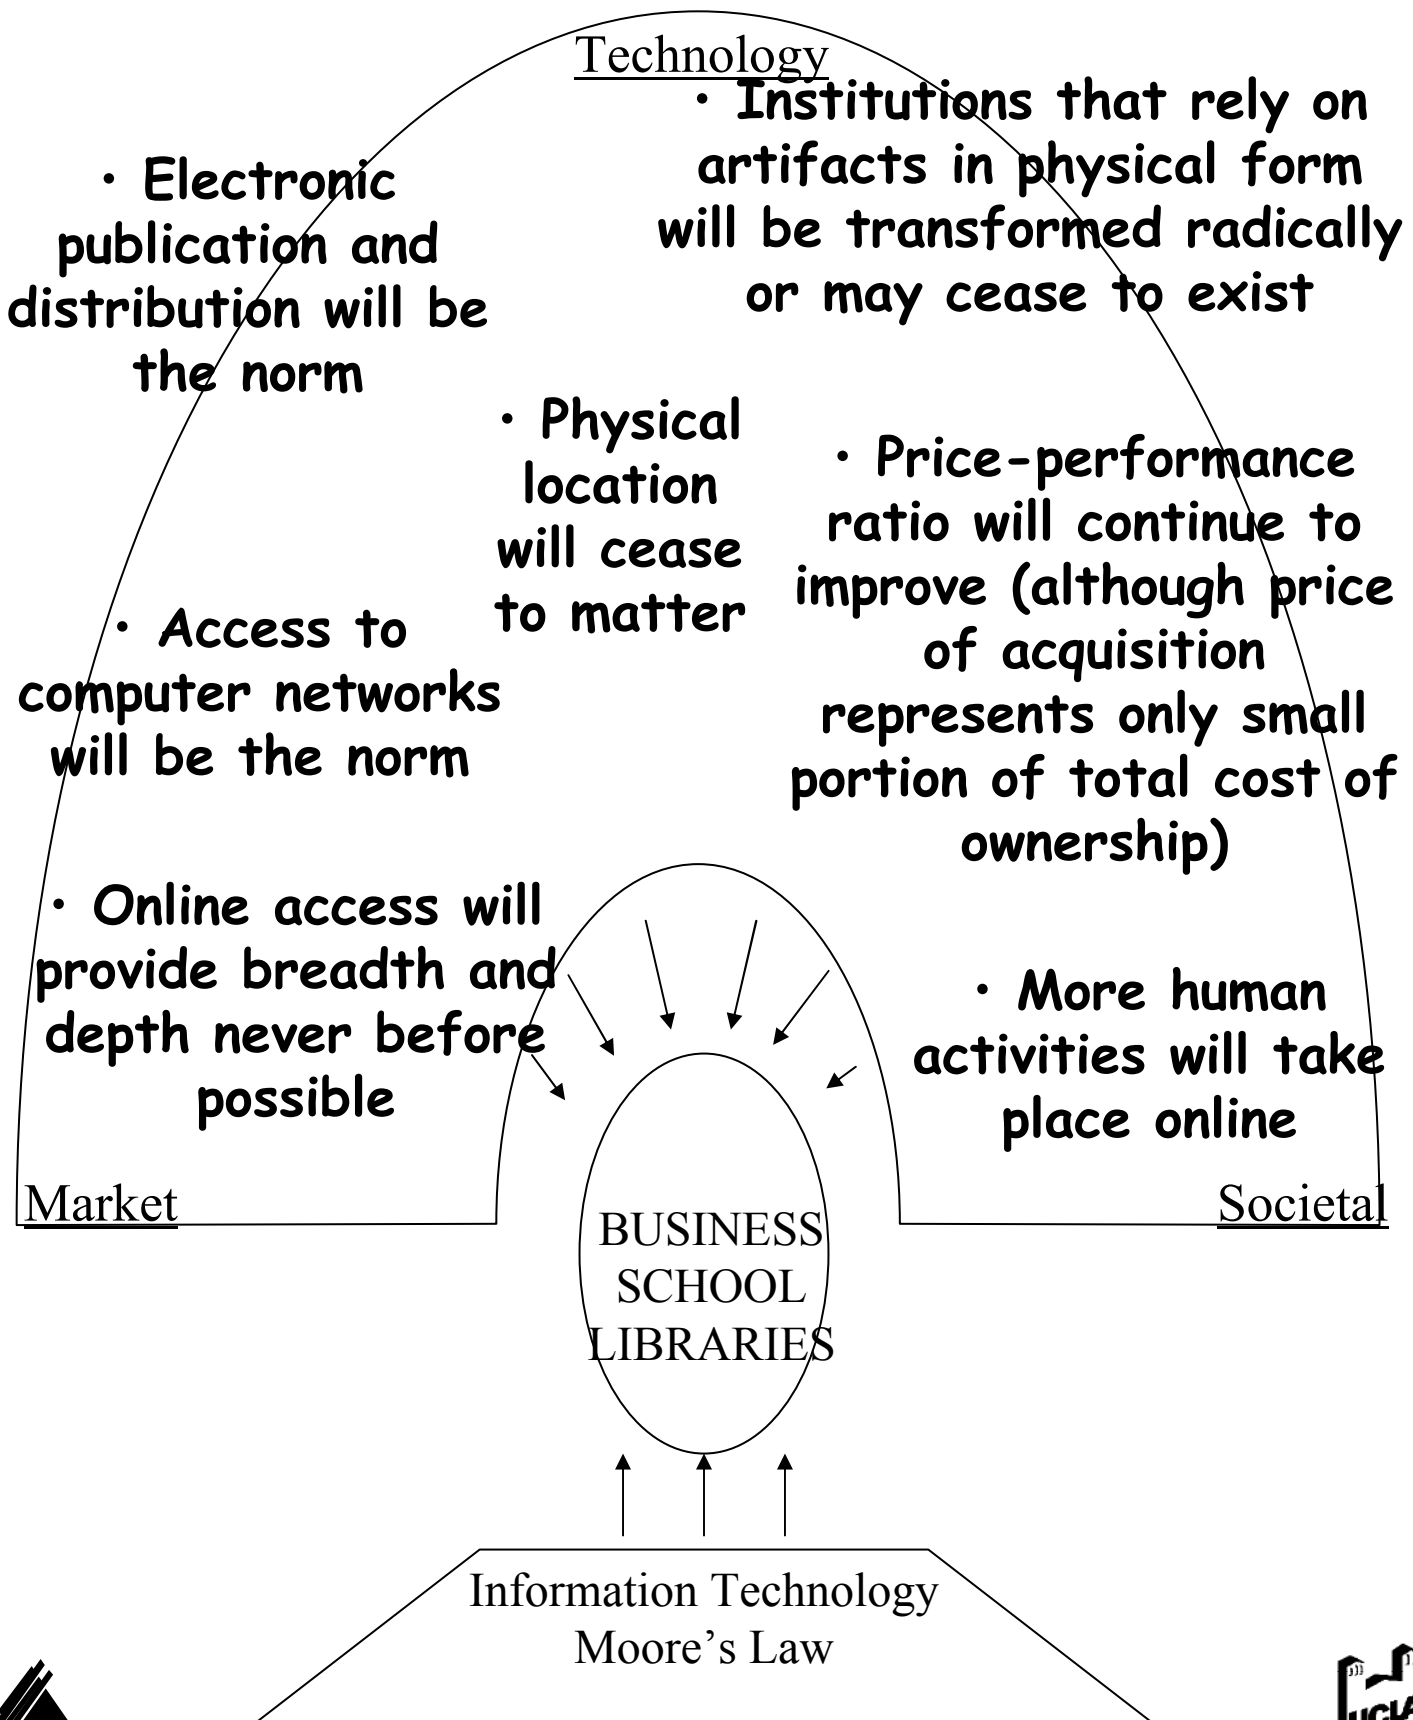 Technology
• Institutions that rely on
artifacts in physical form
will be transformed radically
or may cease to exist
• Electronic
publication and
distribution will be
the norm
• Physical
location
will cease
to matter
• Price-performance
ratio will continue to
improve (although price
of acquisition
represents only small
portion of total cost of
ownership)
• Access to
computer networks
will be the norm
• Online access will
provide breadth and
depth never before
possible
• More human
activities will take
place online
Market
Societal
BUSINESS
SCHOOL
LIBRARIES
Information Technology
Moore’s Law
UCLA